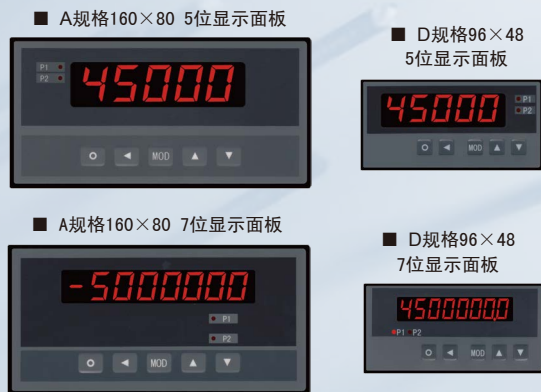 ■ A规格160×80 5位显示面板
P1
P2
45000
MOD
■ D规格96×48
5位显示面板
45000
P1
P2
MOD
■ A规格160×80 7位显示面板
-5000000
P1
P2
MOD
■ D规格96×48
7位显示面板
4500000,0
P1 P2
MOD